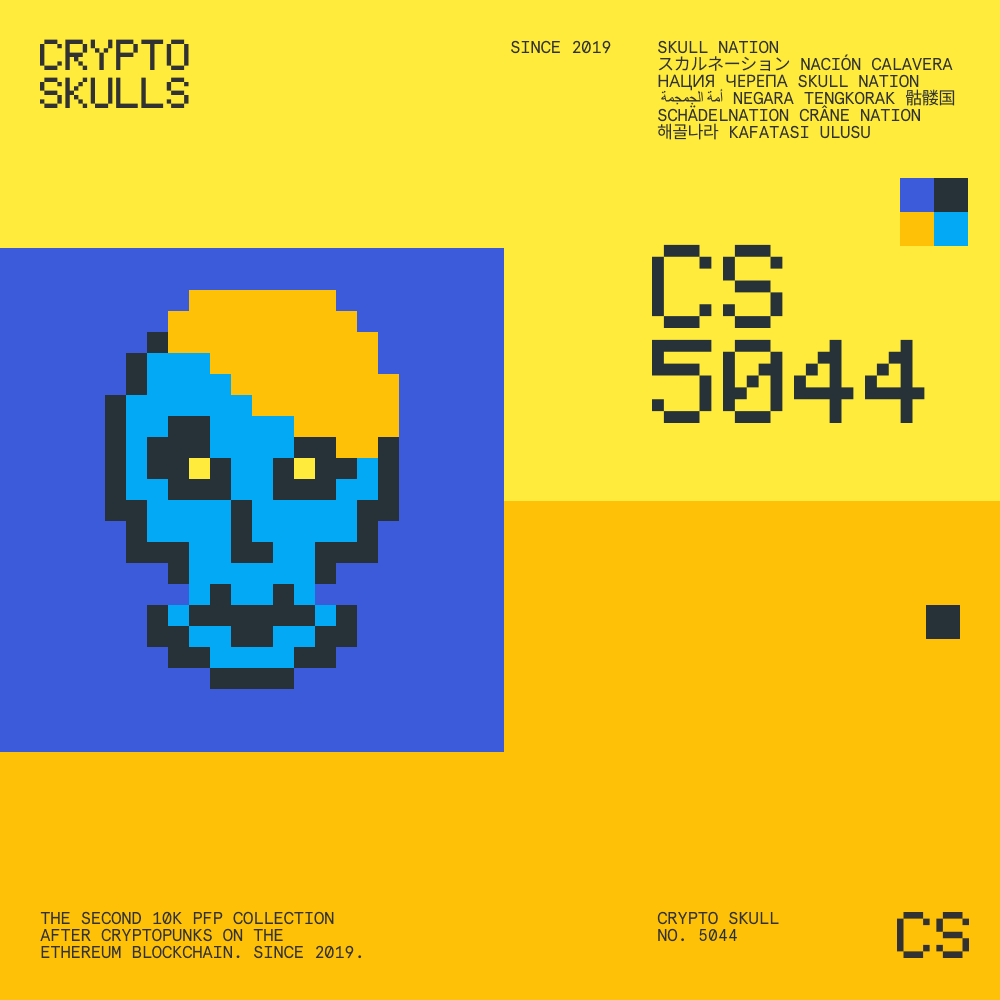 CRYPTO
SKULLS
SINCE 2019
SKULL NATION
スカルネーション NACIÓN CALAVERA
НАЦИЯ ЧЕРЕПА SKULL NATION
أمة الجمجمة NEGARA TENGKORAK 骷髅国
SCHÄDELNATION CRÂNE NATION
해골나라 KAFATASI ULUSU
CS
5044
THE SECOND 10K PFP COLLECTION
AFTER CRYPTOPUNKS ON THE
ETHEREUM BLOCKCHAIN. SINCE 2019.
CRYPTO SKULL
NO. 5044
CS